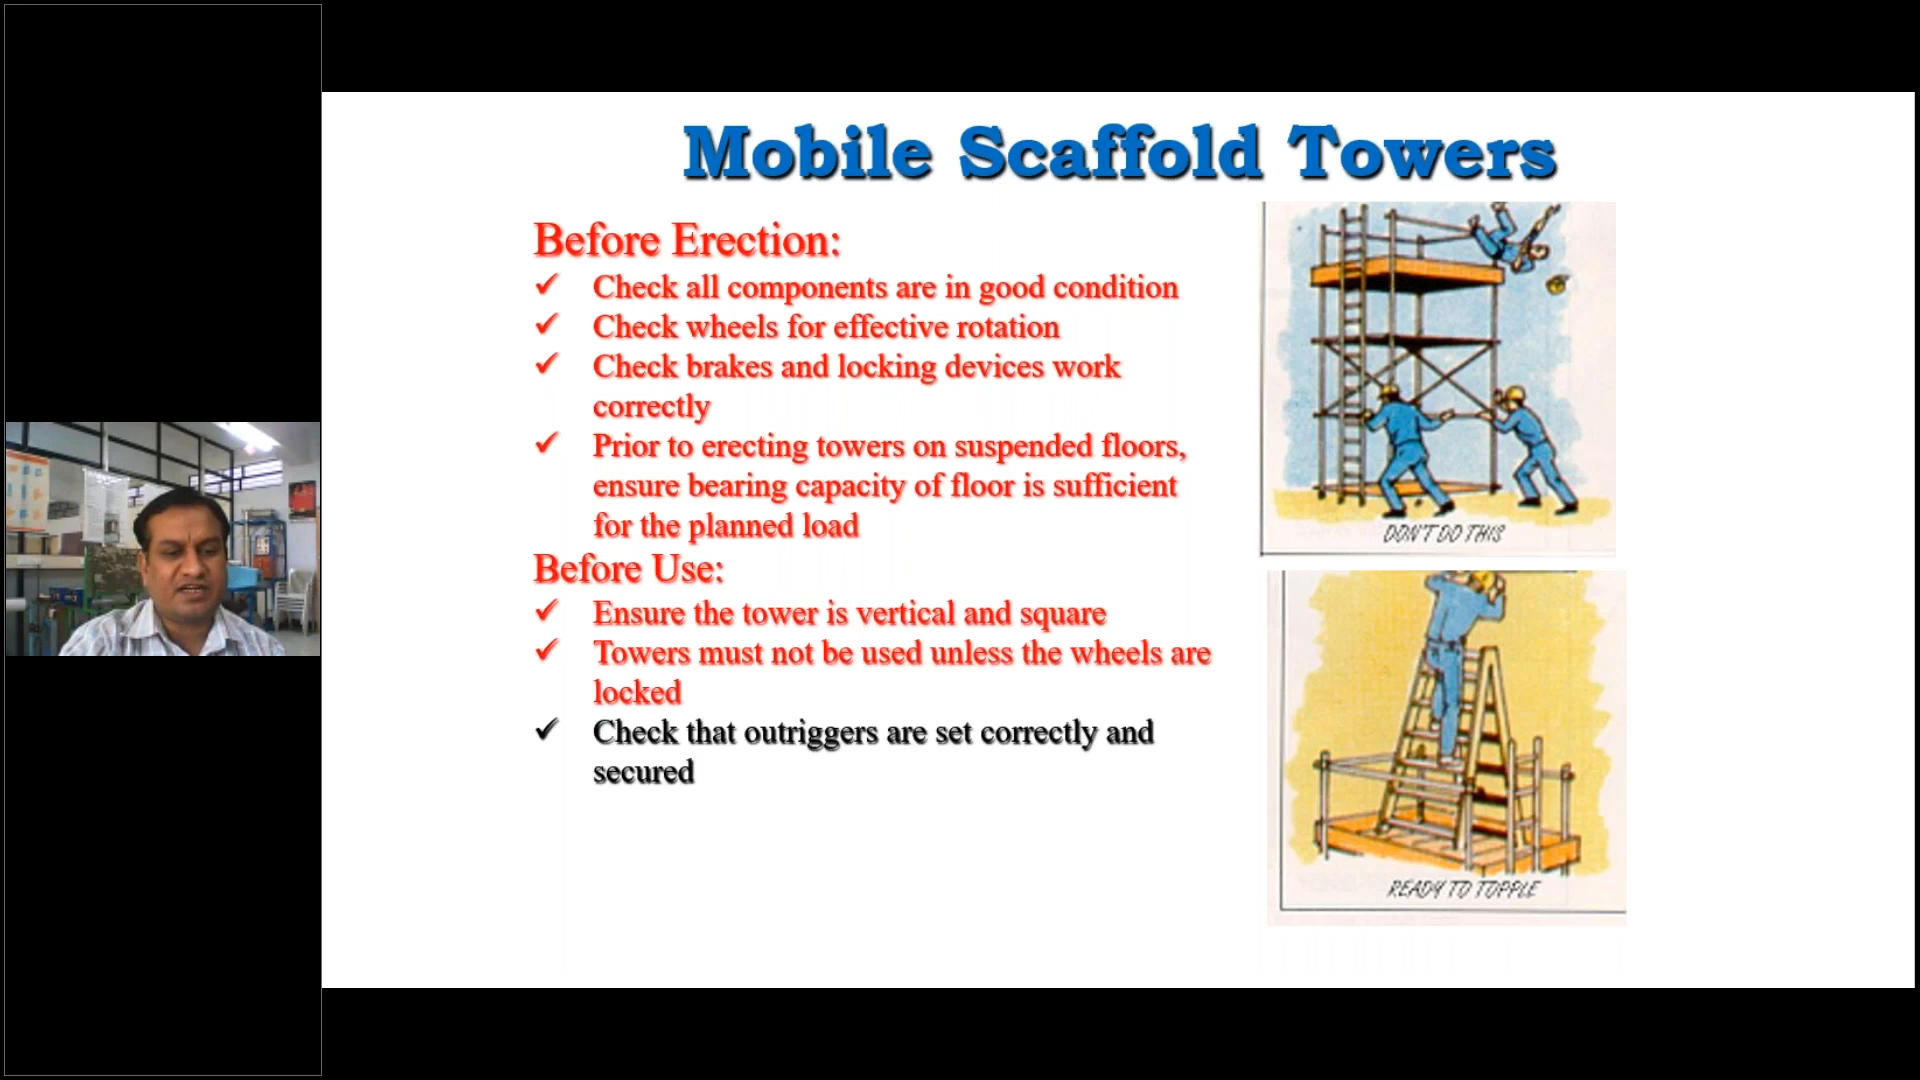 Mobile Scaffold Towers
Before Erection:
✓ Check all components are in good condition
✓ Check wheels for effective rotation
✓ Check brakes and locking devices work
correctly
✓ Prior to erecting towers on suspended floors,
ensure bearing capacity of floor is sufficient
for the planned load
Before Use:
✓ Ensure the tower is vertical and square
✓ Towers must not be used unless the wheels are
locked
✓ Check that outriggers are set correctly and
secured
DON'T DO THIS
READY TO TOPPLE